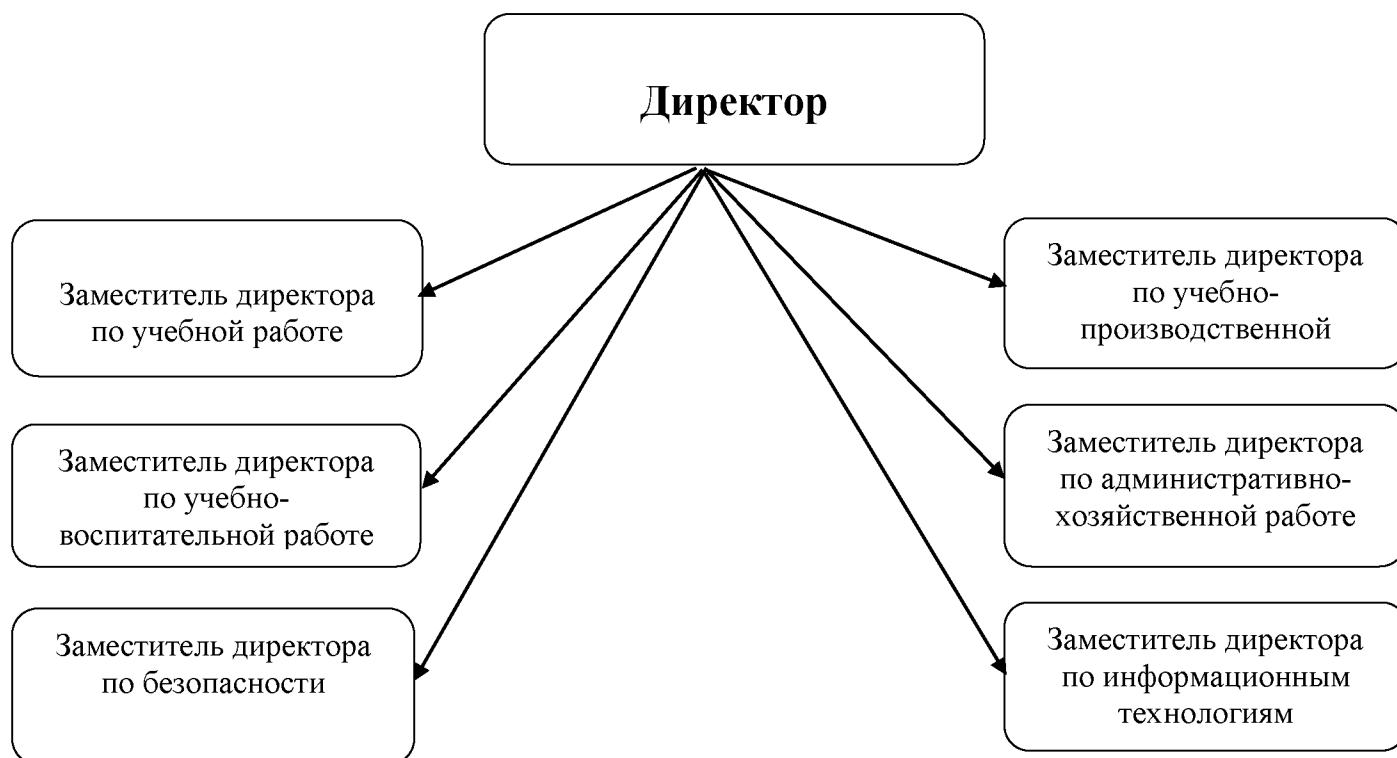 Директор
Заместитель директора
по учебной работе
Заместитель директора
по учебно-
воспитательной работе
Заместитель директора
по безопасности
Заместитель директора
по учебно-
производственной
Заместитель директора
по административно-
хозяйственной работе
Заместитель директора
по информационным
технологиям